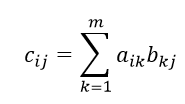 $c_{ij} = \sum_{k=1}^{m} a_{ik} b_{kj}$